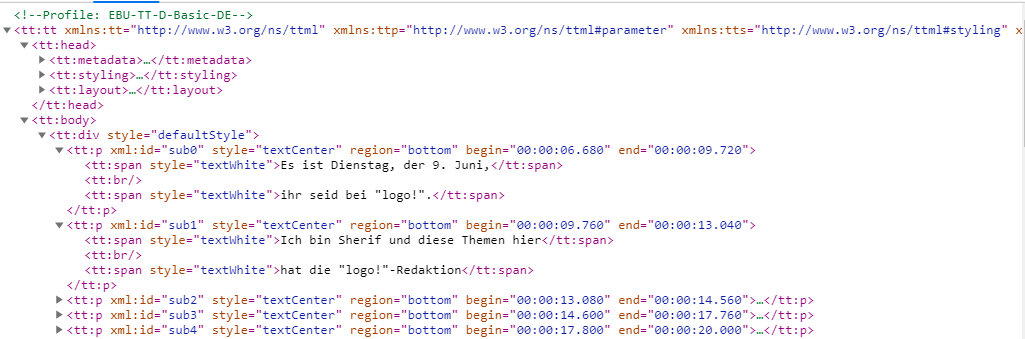 <!--Profile: EBU-TT-D-Basic-DE-->
<tt:tt xmlns:tt="http://www.w3.org/ns/ttml" xmlns:ttp="http://www.w3.org/ns/ttml#parameter" xmlns:tts="http://www.w3.org/ns/ttml#styling" x
<tt:head>
<tt:metadata>…</tt:metadata>
<tt:styling>…</tt:styling>
<tt:layout>…</tt:layout>
</tt:head>
<tt:body>
<tt:div style="defaultStyle">
<tt:p xml:id="sub0" style="textCenter" region="bottom" begin="00:00:06.680" end="00:00:09.720">
<tt:span style="textWhite">Es ist Dienstag, der 9. Juni,</tt:span>
<tt:br/>
<tt:span style="textWhite">ihr seid bei "logo!".</tt:span>
</tt:p>
<tt:p xml:id="sub1" style="textCenter" region="bottom" begin="00:00:09.760" end="00:00:13.040">
<tt:span style="textWhite">Ich bin Sherif und diese Themen hier</tt:span>
<tt:br/>
<tt:span style="textWhite">hat die "logo!"-Redaktion</tt:span>
</tt:p>
<tt:p xml:id="sub2" style="textCenter" region="bottom" begin="00:00:13.080" end="00:00:14.560">…</tt:p>
<tt:p xml:id="sub3" style="textCenter" region="bottom" begin="00:00:14.600" end="00:00:17.760">…</tt:p>
<tt:p xml:id="sub4" style="textCenter" region="bottom" begin="00:00:17.800" end="00:00:20.000">…</tt:p>